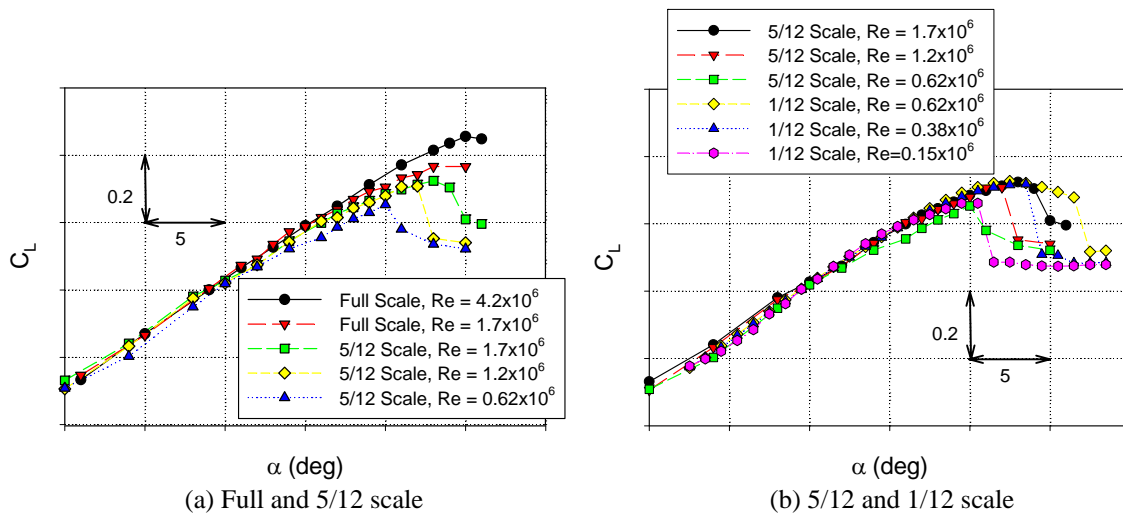 C_L
0.2
5
Full Scale, Re = 4.2x10^6
Full Scale, Re = 1.7x10^6
5/12 Scale, Re = 1.7x10^6
5/12 Scale, Re = 1.2x10^6
5/12 Scale, Re = 0.62x10^6
α (deg)
(a) Full and 5/12 scale
5/12 Scale, Re = 1.7x10^6
5/12 Scale, Re = 1.2x10^6
5/12 Scale, Re = 0.62x10^6
1/12 Scale, Re = 0.62x10^6
1/12 Scale, Re = 0.38x10^6
1/12 Scale, Re=0.15x10^6
C_L
0.2
5
α (deg)
(b) 5/12 and 1/12 scale